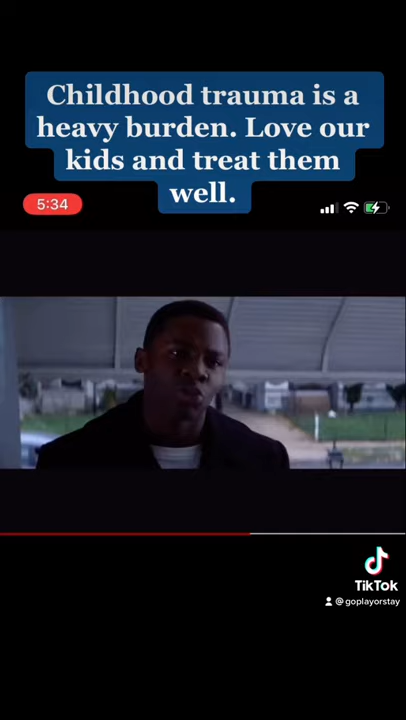 Childhood trauma is a
heavy burden. Love our
kids and treat them
well.
5:34
TikTok
@goplayorstay